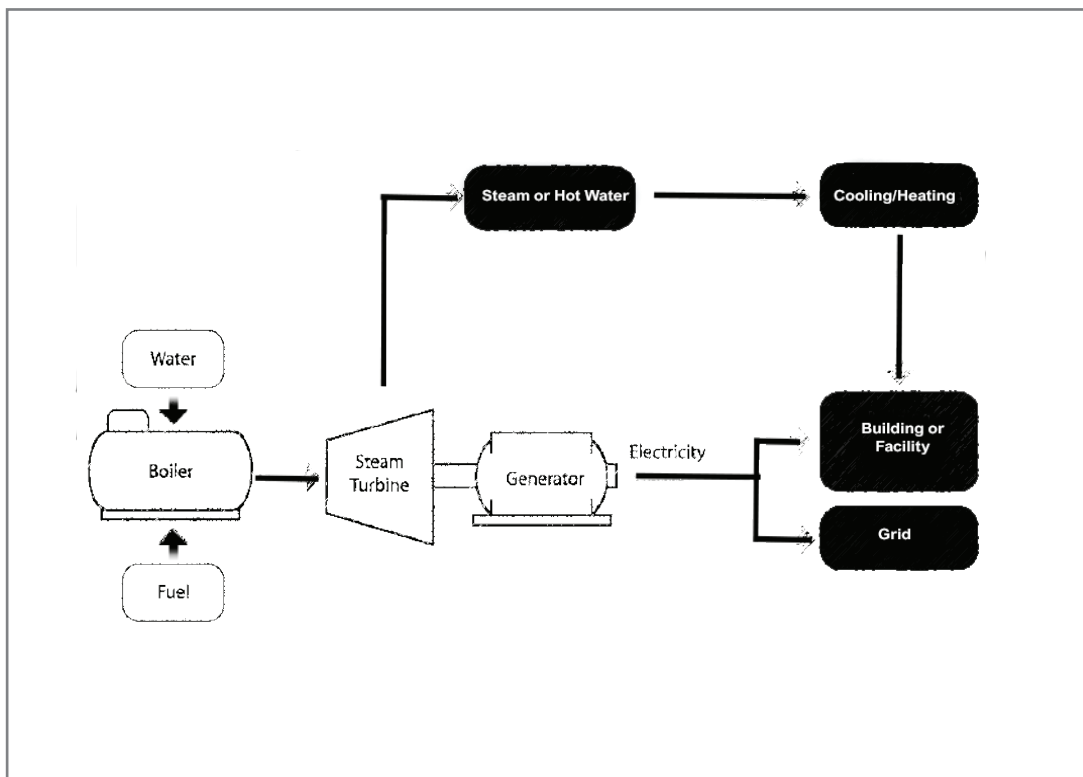 Steam or Hot Water
Cooling/Heating
Water
Boiler
Fuel
Steam
Turbine
Generator
Electricity
Building or
Facility
Grid